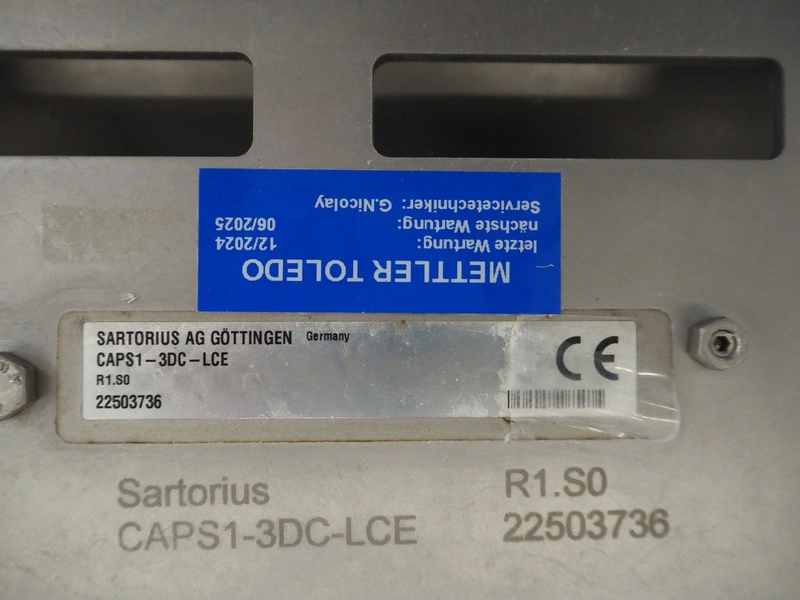 METTLER TOLEDO
letzte Wartung: 12/2024
nächste Wartung: 06/2025
Servicetechniker: G.Nicolay
SARTORIUS AG GÖTTINGEN Germany
CAPS1-3DC-LCE
R1.S0
22503736
CE
Sartorius R1.S0
CAPS1-3DC-LCE 22503736